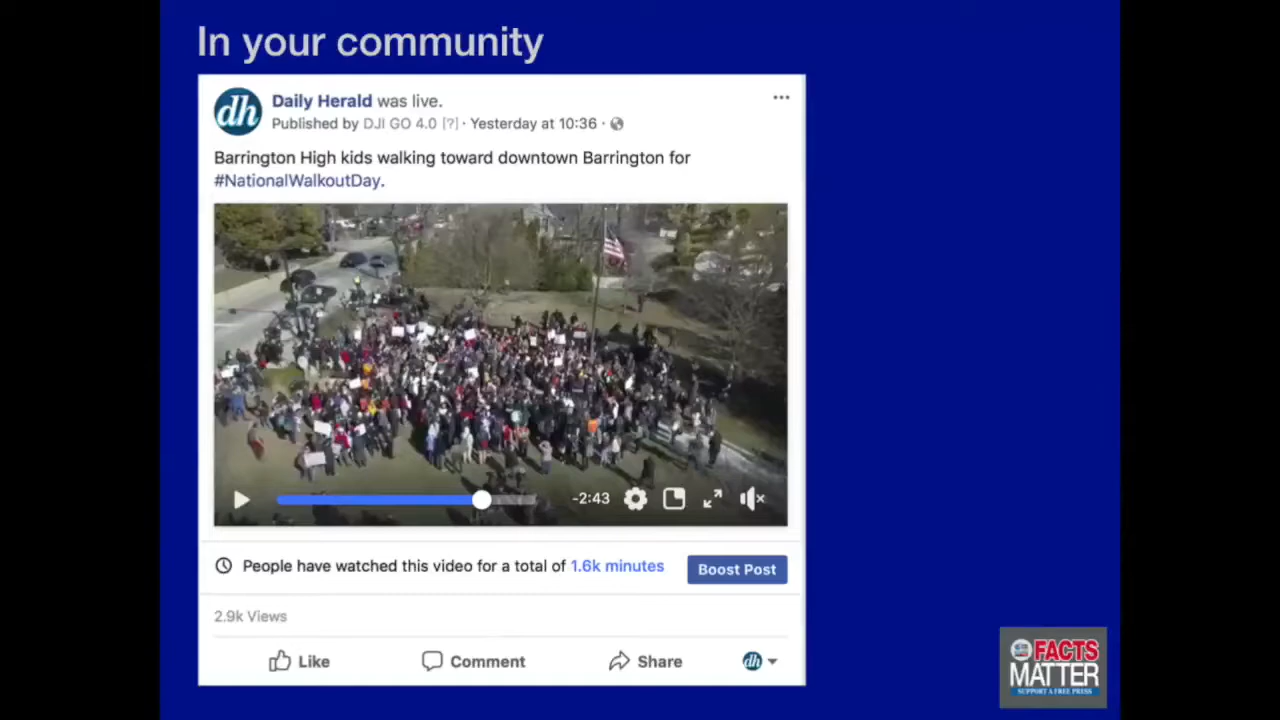 In your community
dh
Daily Herald was live.
Published by DJI GO 4.0 [?] · Yesterday at 10:36 ·
Barrington High kids walking toward downtown Barrington for
#NationalWalkoutDay.
-2:43
People have watched this video for a total of 1.6k minutes
Boost Post
2.9k Views
Like
Comment
Share
dh
FACTS
MATTER
SUPPORT A FREE PRESS